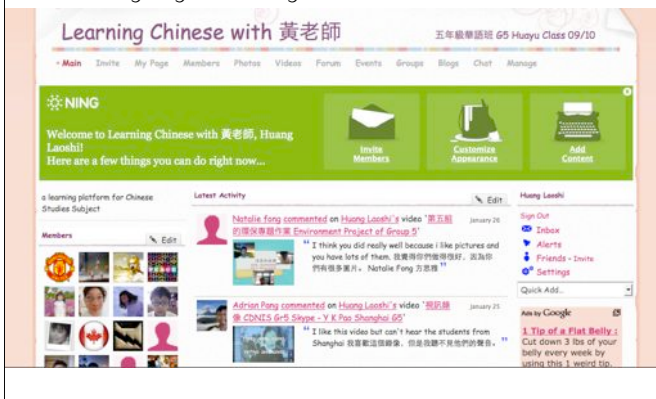 Learning Chinese with 黃老師
五年級華語班 G5 Huayu Class 09/10
Main Invite My Page Members Photos Videos Forum Events Groups Blogs Chat Manage
NING
Welcome to Learning Chinese with 黃老師, Huang
Laoshi!
Here are a few things you can do right now...
Invite
Members
Customize
Appearance
Add
Content
a learning platform for Chinese
Studies Subject
Members
Edit
Latest Activity
Edit
Natalie fong commented on Huang Laoshi's video '第五組
的環保專題作業 Environment Project of Group 5'
January 26
" I think you did really well because i like pictures and
you have lots of them. 我覺得你們做得很好，因為你
們有很多圖片。 Natalie Fong 方思雅 "
Adrian Pang commented on Huang Laoshi's video '視訊錄
像 CDNIS Gr5 Skype - Y K Pao Shanghai G5'
January 25
" I like this video but can't hear the students from
Shanghai 我喜歡這個錄像，但是我聽不見他們的聲音。 "
Huang Laoshi
Sign Out
Inbox
Alerts
Friends - Invite
Settings
Quick Add...
Ads by Google
1 Tip of a Flat Belly :
Cut down 3 lbs of your
belly every week by
using this 1 weird tip.